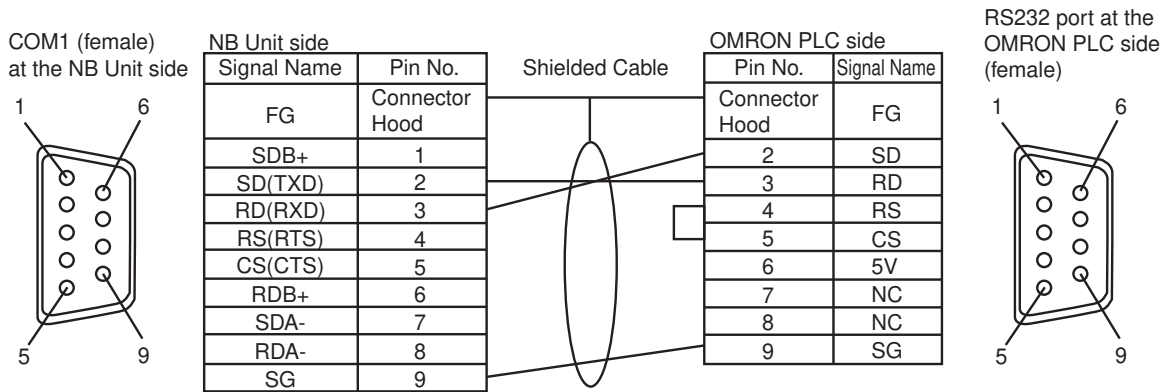 COM1 (female)
at the NB Unit side
1 6
5 9
NB Unit side
Signal Name Pin No.
FG Connector Hood
SDB+ 1
SD(TXD) 2
RD(RXD) 3
RS(RTS) 4
CS(CTS) 5
RDB+ 6
SDA- 7
RDA- 8
SG 9
Shielded Cable
OMRON PLC side
Pin No. Signal Name
Connector Hood FG
2 SD
3 RD
4 RS
5 CS
6 5V
7 NC
8 NC
9 SG
RS232 port at the
OMRON PLC side
(female)
1 6
5 9